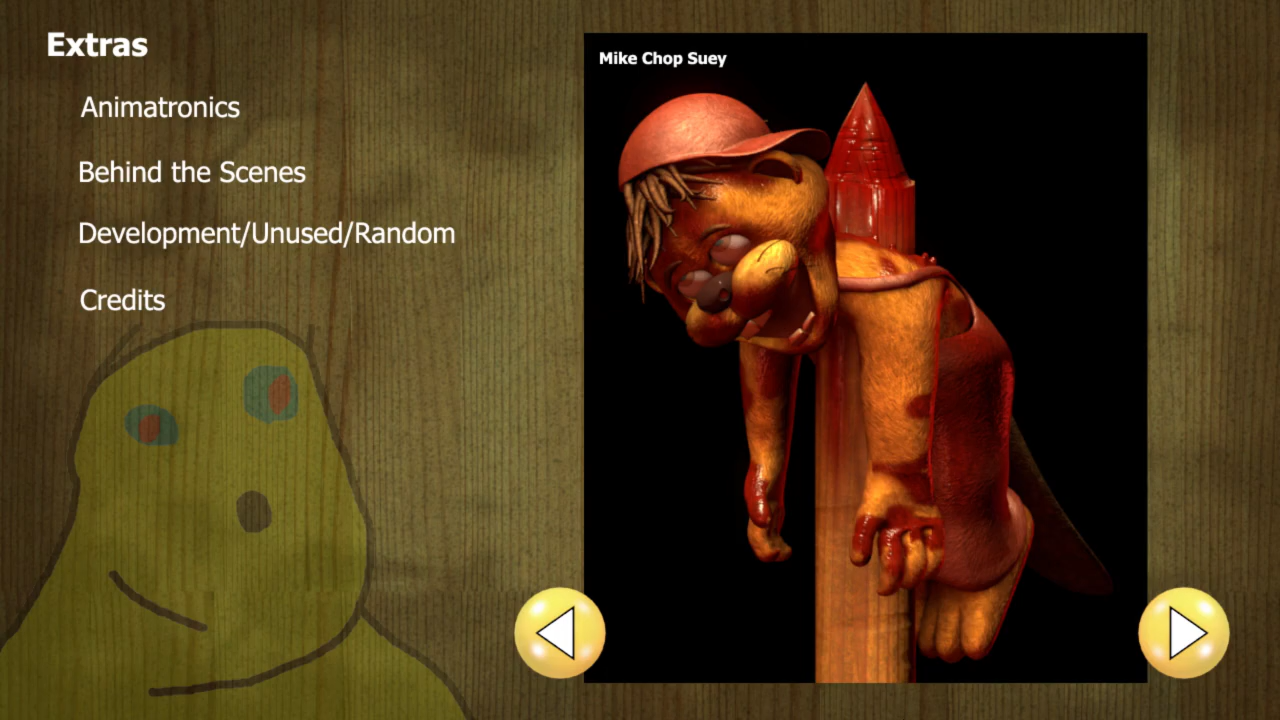 Extras
Animatronics
Behind the Scenes
Development/Unused/Random
Credits
Mike Chop Suey